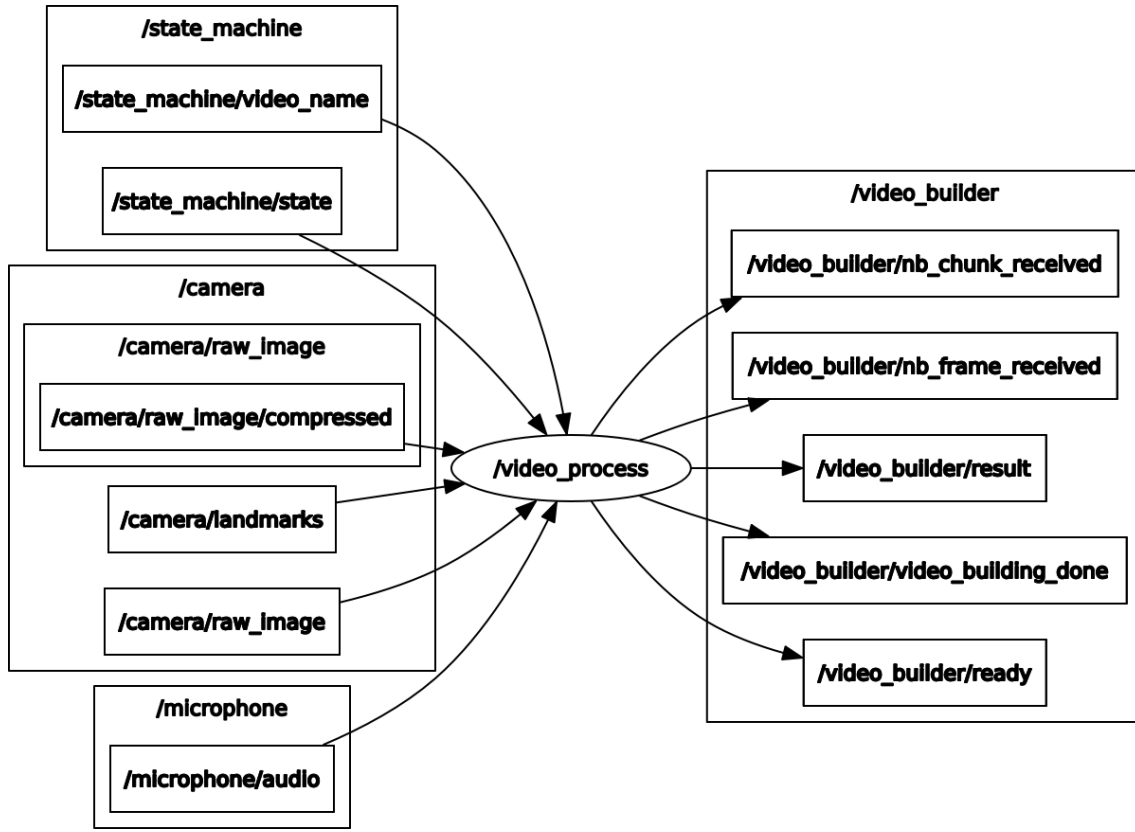 /state_machine
/state_machine/video_name
/state_machine/state
/camera
/camera/raw_image
/camera/raw_image/compressed
/camera/landmarks
/camera/raw_image
/microphone
/microphone/audio
/video_process
/video_builder
/video_builder/nb_chunk_received
/video_builder/nb_frame_received
/video_builder/result
/video_builder/video_building_done
/video_builder/ready